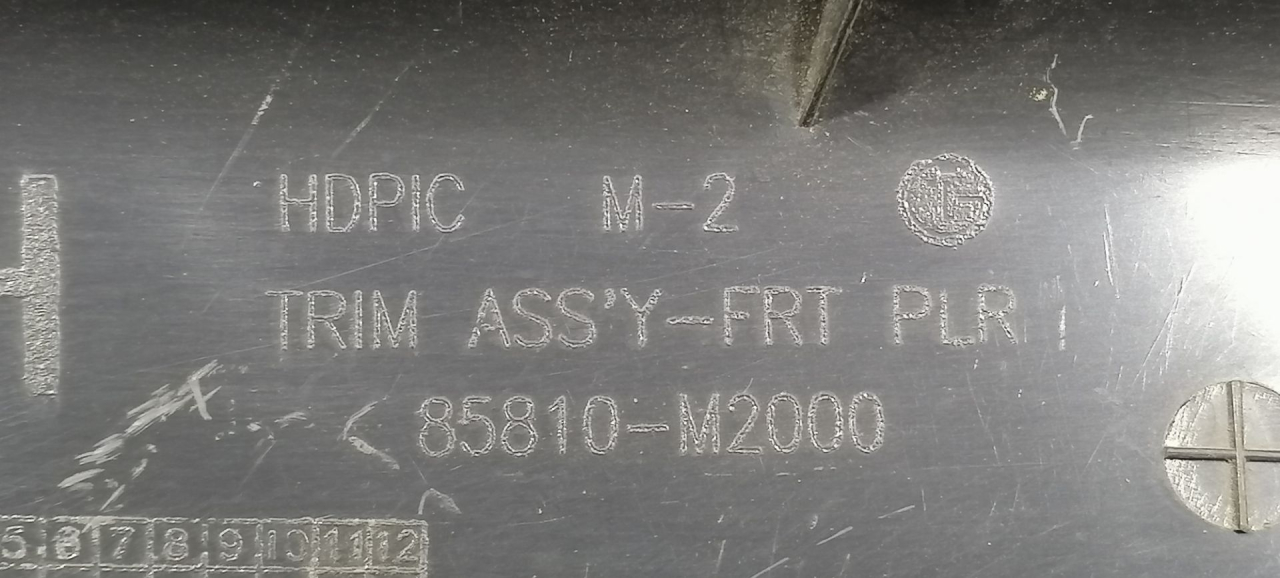 HDPIC M-2
TRIM ASS'Y-FRT PLR
85810-M2000
5 6 7 8 9 10 11 12